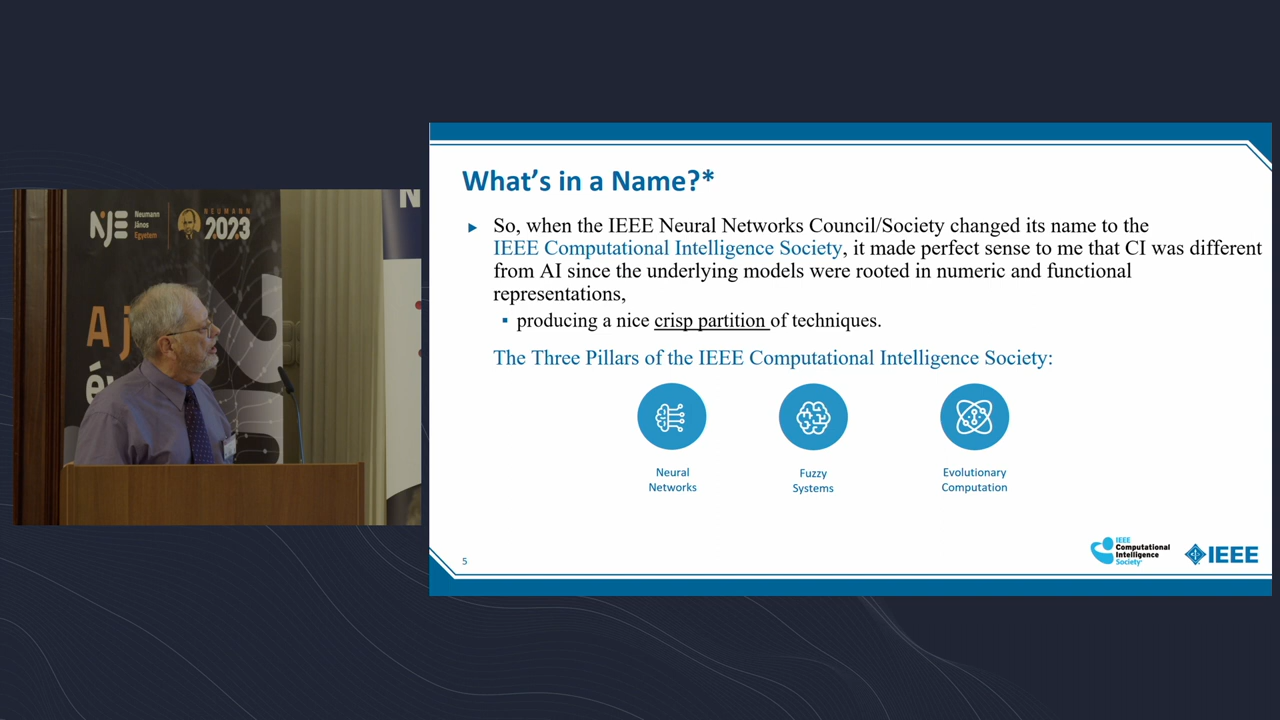 NJE
Neumann
János
Egyetem
NEUMANN
2023
A j
é
N
What's in a Name?*
So, when the IEEE Neural Networks Council/Society changed its name to the
IEEE Computational Intelligence Society, it made perfect sense to me that CI was different
from AI since the underlying models were rooted in numeric and functional
representations,
producing a nice crisp partition of techniques.
The Three Pillars of the IEEE Computational Intelligence Society:
Neural
Networks
Fuzzy
Systems
Evolutionary
Computation
5
IEEE
Computational
Intelligence
Society
IEEE